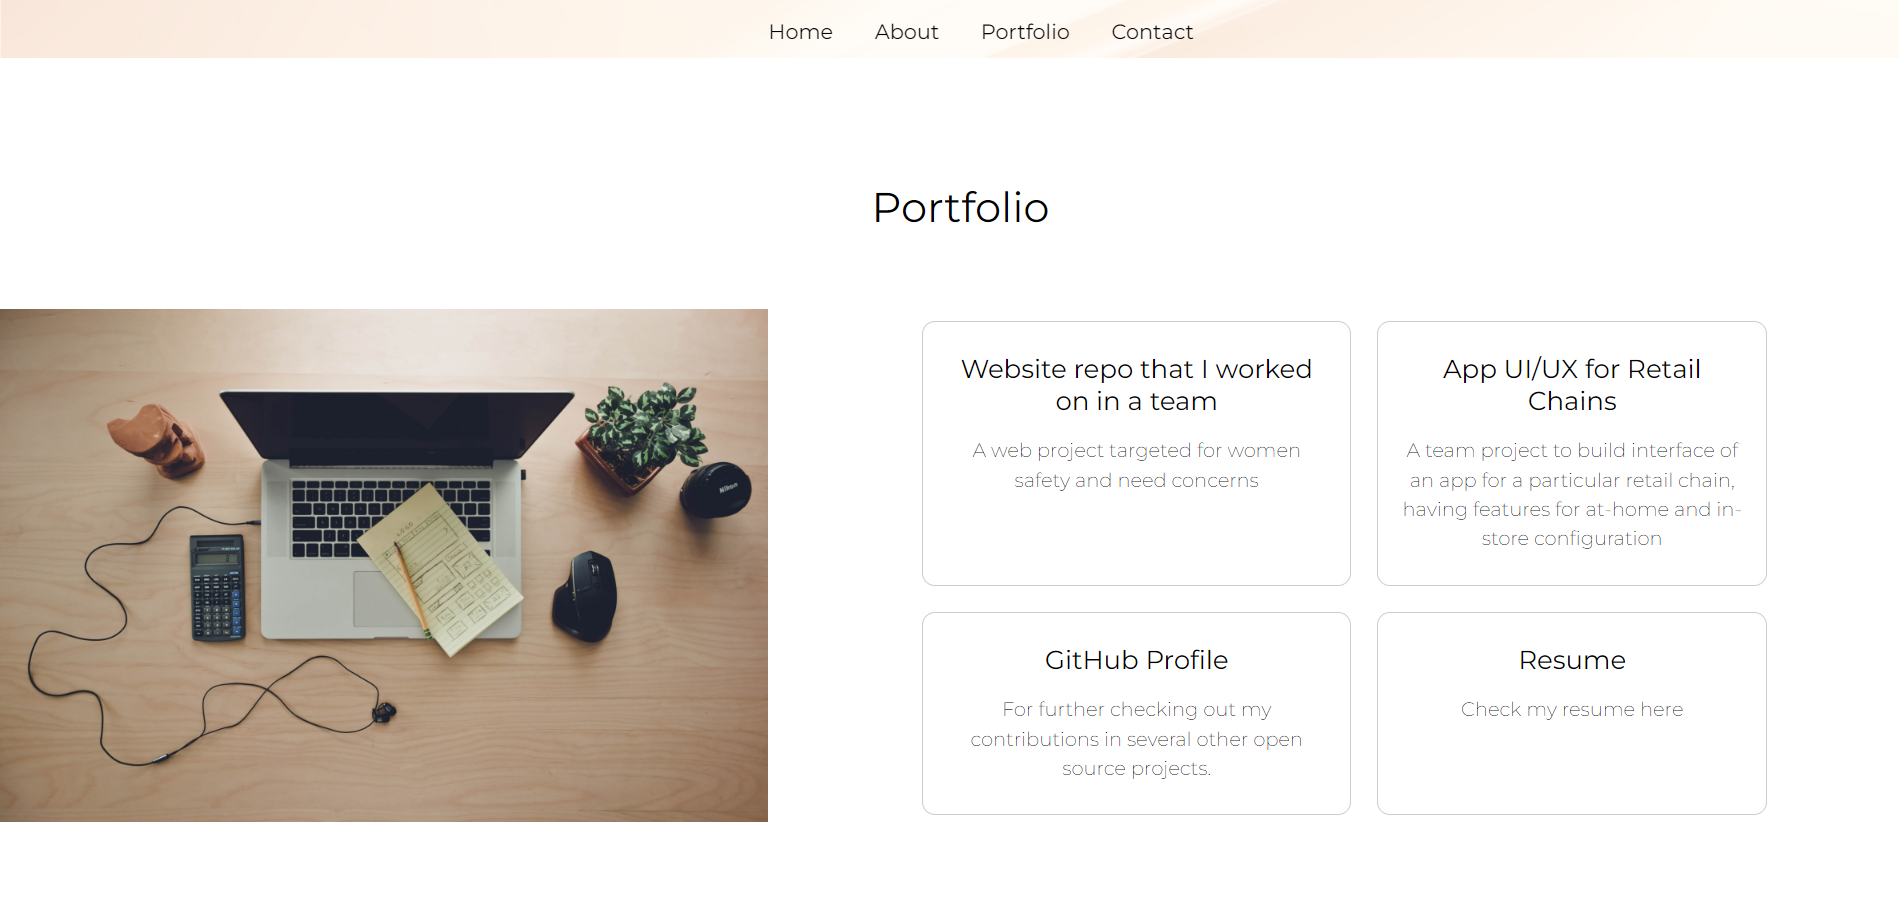 Home About Portfolio Contact
Portfolio
Website repo that I worked
on in a team
A web project targeted for women
safety and need concerns
App UI/UX for Retail
Chains
A team project to build interface of
an app for a particular retail chain,
having features for at-home and in-
store configuration
GitHub Profile
For further checking out my
contributions in several other open
source projects.
Resume
Check my resume here
Nikon